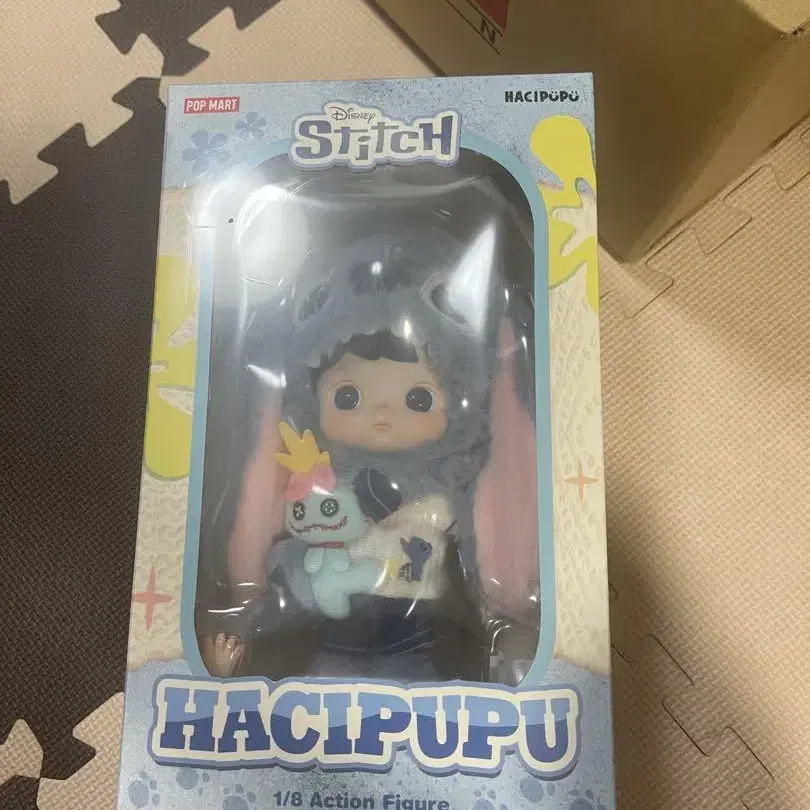 POP MART
HACIPUPU
Disney
Stitch
HACIPUPU
1/8 Action Figure